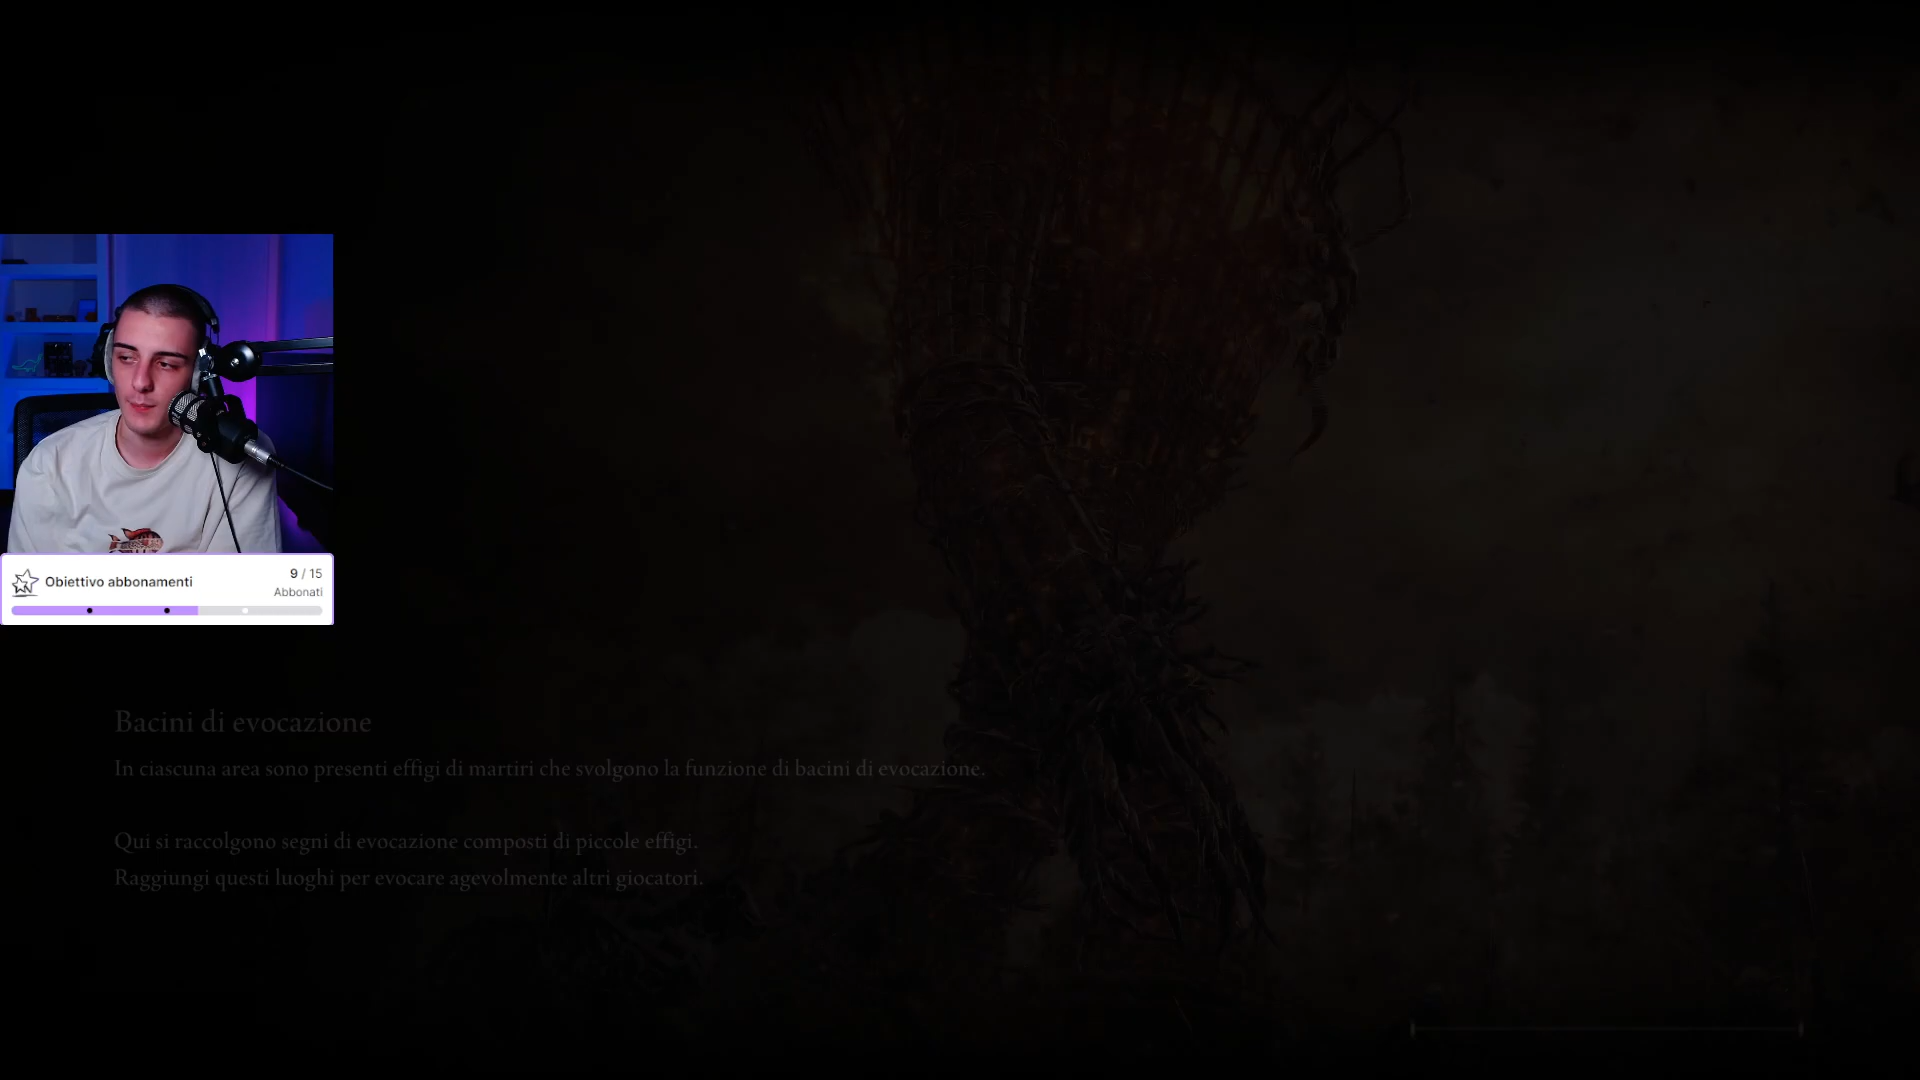 Obiettivo abbonamenti
9 / 15
Abbonati
Bacini di evocazione
In ciascuna area sono presenti effigi di martiri che svolgono la funzione di bacini di evocazione.
Qui si raccolgono segni di evocazione composti di piccole effigi.
Raggiungi questi luoghi per evocare agevolmente altri giocatori.